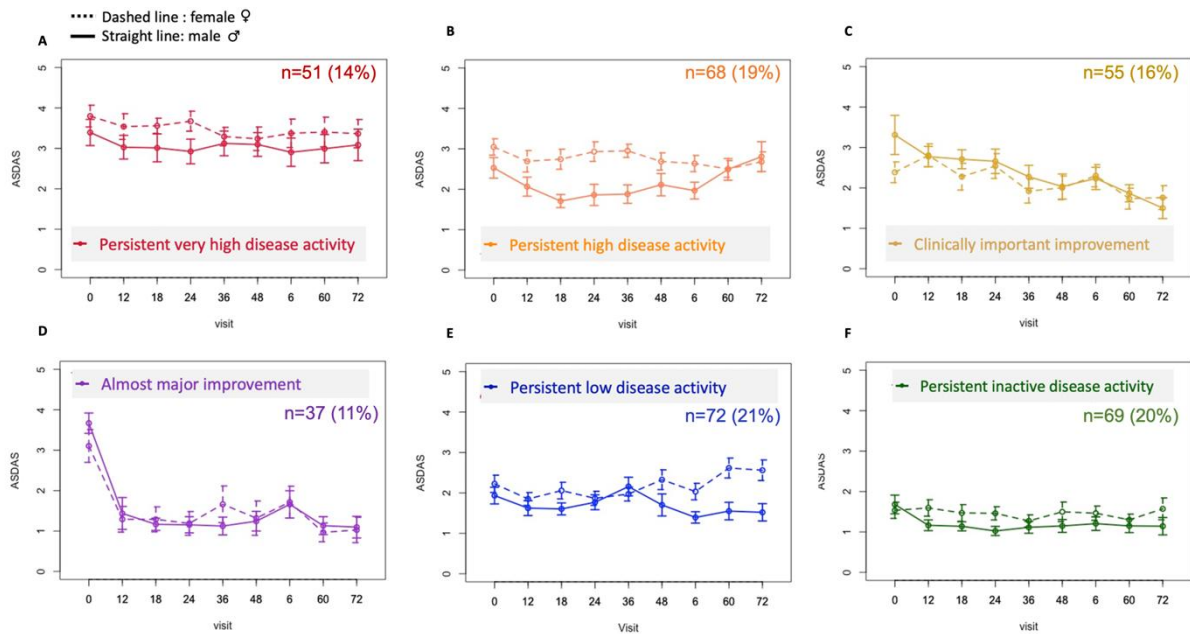 Dashed line : female ♀
Straight line: male ♂
A
n=51 (14%)
5
4
3
2
1
0
ASDAS
Persistent very high disease activity
0 12 18 24 36 48 6 60 72
visit
B
n=68 (19%)
5
4
3
2
1
0
ASDAS
Persistent high disease activity
0 12 18 24 36 48 6 60 72
visit
C
n=55 (16%)
5
4
3
2
1
0
ASDAS
Clinically important improvement
0 12 18 24 36 48 6 60 72
visit
D
Almost major improvement
n=37 (11%)
5
4
3
2
1
0
ASDAS
0 12 18 24 36 48 6 60 72
visit
E
Persistent low disease activity
n=72 (21%)
5
4
3
2
1
0
ASDAS
0 12 18 24 36 48 6 60 72
Visit
F
Persistent inactive disease activity
n=69 (20%)
5
4
3
2
1
0
ASDAS
0 12 18 24 36 48 6 60 72
visit